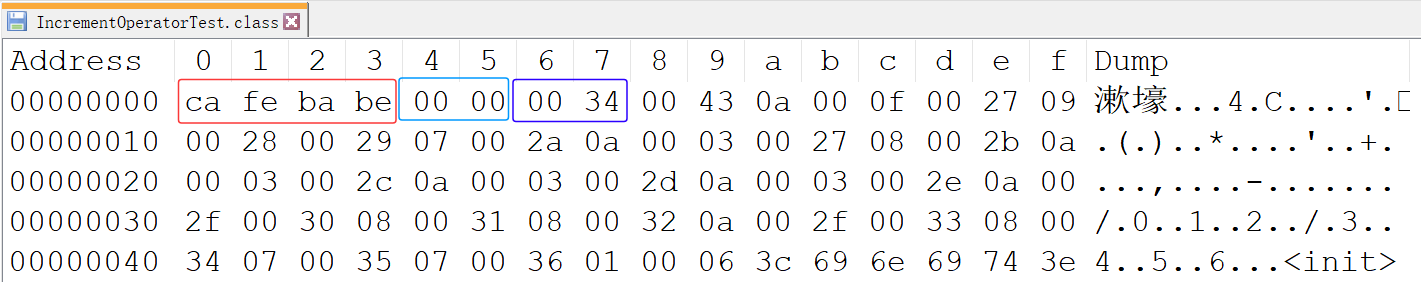 IncrementOperatorTest.class
Address 0 1 2 3 4 5 6 7 8 9 a b c d e f Dump
00000000 ca fe ba be 00 00 00 34 00 43 0a 00 0f 00 27 09 漱壕...4.C....'.
00000010 00 28 00 29 07 00 2a 0a 00 03 00 27 08 00 2b 0a .(.)..*....'..+.
00000020 00 03 00 2c 0a 00 03 00 2d 0a 00 03 00 2e 0a 00 ...,....-.......
00000030 2f 00 30 08 00 31 08 00 32 0a 00 2f 00 33 08 00 /.0..1..2../.3..
00000040 34 07 00 35 07 00 36 01 00 06 3c 69 6e 69 74 3e 4..5..6...<init>